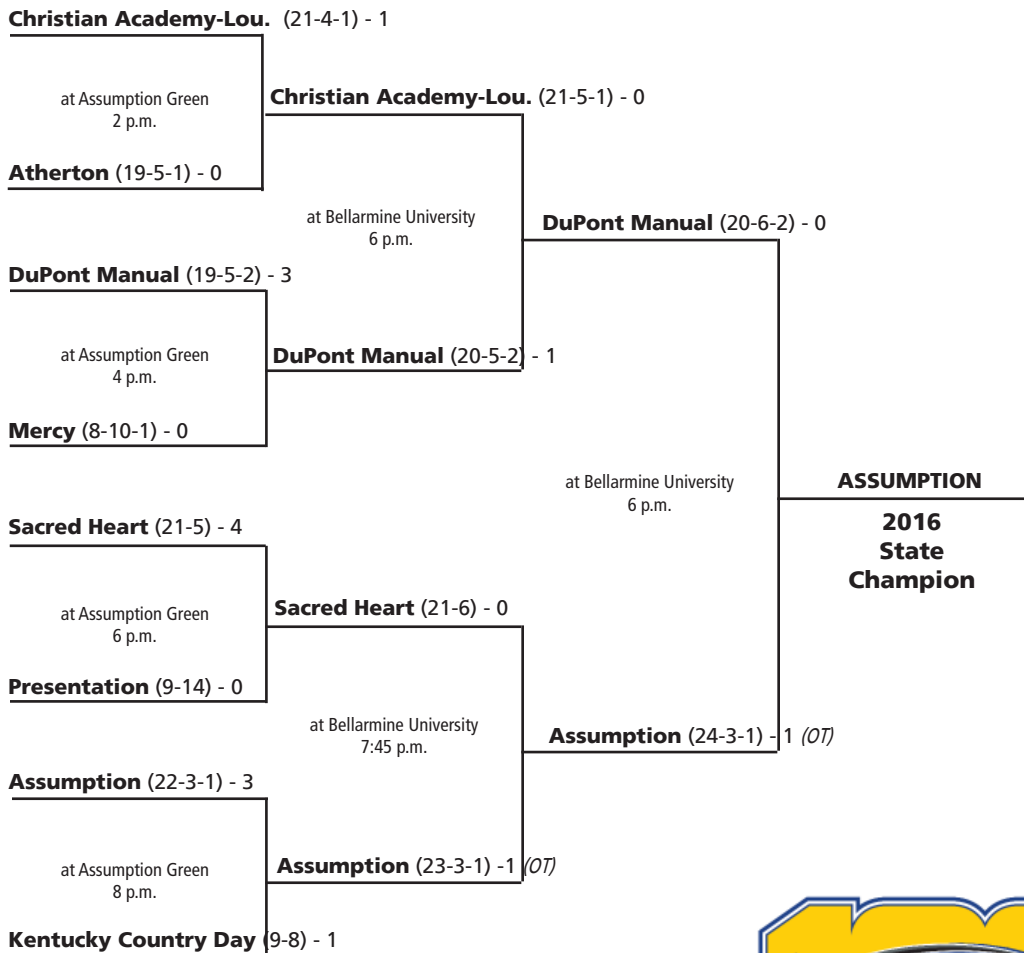 Christian Academy-Lou. (21-4-1) - 1
at Assumption Green
2 p.m.
Atherton (19-5-1) - 0
Christian Academy-Lou. (21-5-1) - 0
at Bellarmine University
6 p.m.
DuPont Manual (19-5-2) - 3
at Assumption Green
4 p.m.
Mercy (8-10-1) - 0
DuPont Manual (20-5-2) - 1
DuPont Manual (20-6-2) - 0
at Bellarmine University
6 p.m.
Sacred Heart (21-5) - 4
at Assumption Green
6 p.m.
Presentation (9-14) - 0
Sacred Heart (21-6) - 0
at Bellarmine University
7:45 p.m.
Assumption (22-3-1) - 3
at Assumption Green
8 p.m.
Kentucky Country Day (9-8) - 1
Assumption (23-3-1) -1 (OT)
Assumption (24-3-1) - 1 (OT)
ASSUMPTION
2016
State
Champion